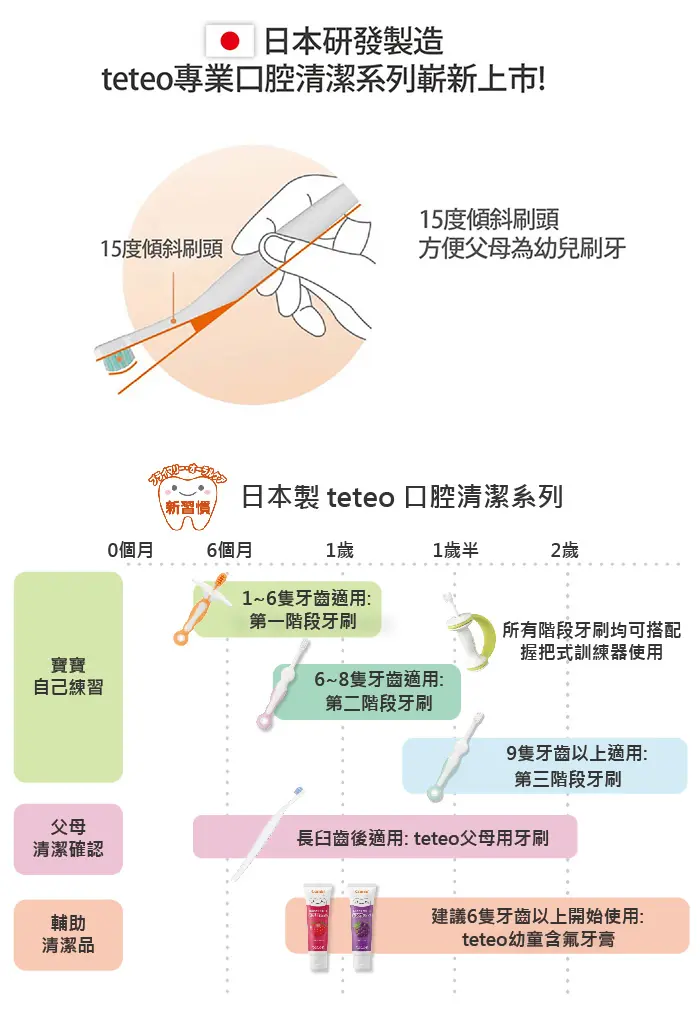 日本研發製造
teteo專業口腔清潔系列嶄新上市!
15度傾斜刷頭
15度傾斜刷頭
方便父母為幼兒刷牙
プライマリー・オーラルケア
新習慣
日本製 teteo 口腔清潔系列
0個月
6個月
1歲
1歲半
2歲
寶寶
自己練習
1~6隻牙齒適用:
第一階段牙刷
所有階段牙刷均可搭配
握把式訓練器使用
6~8隻牙齒適用:
第二階段牙刷
9隻牙齒以上適用:
第三階段牙刷
父母
清潔確認
長臼齒後適用: teteo父母用牙刷
輔助
清潔品
建議6隻牙齒以上開始使用:
teteo幼童含氟牙膏